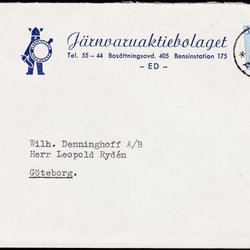 Järnvaruaktiebolaget
Tel. 55 — 44 Bosättningsavd. 405 Bensinstation 175
— ED —
Wilh. Denninghoff A/B
Herr Leopold Rydén
Göteborg.